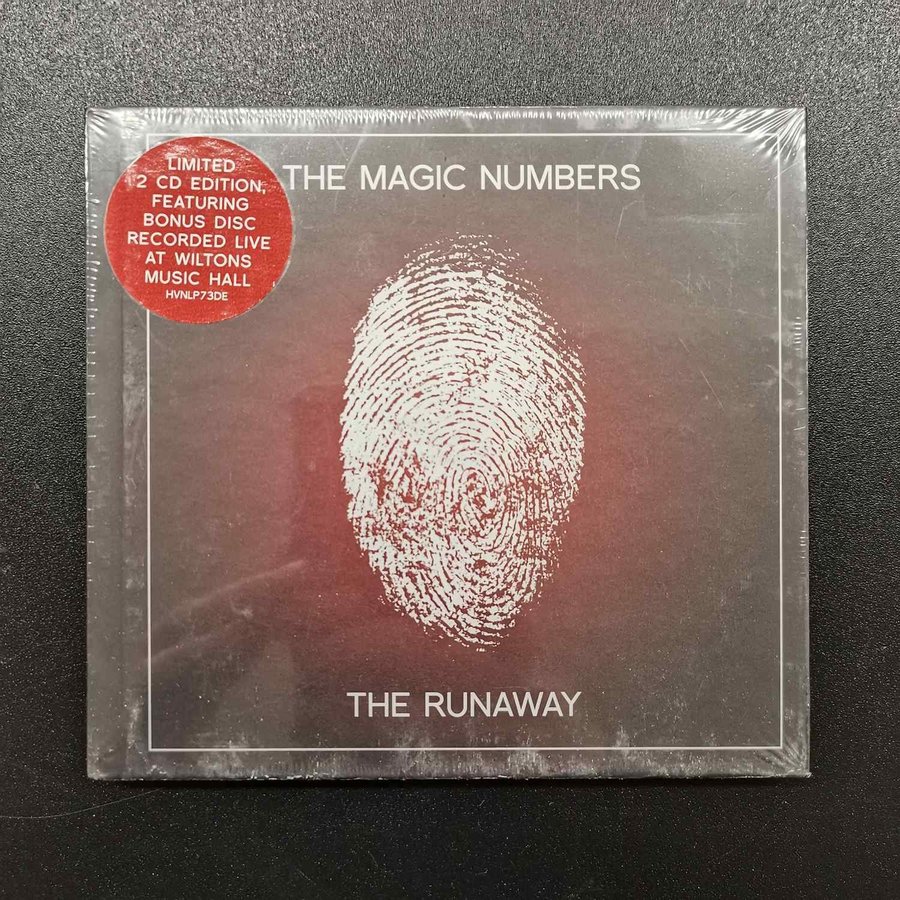 LIMITED
2 CD EDITION,
FEATURING
BONUS DISC
RECORDED LIVE
AT WILTONS
MUSIC HALL
HVNLP73DE
THE MAGIC NUMBERS
THE RUNAWAY